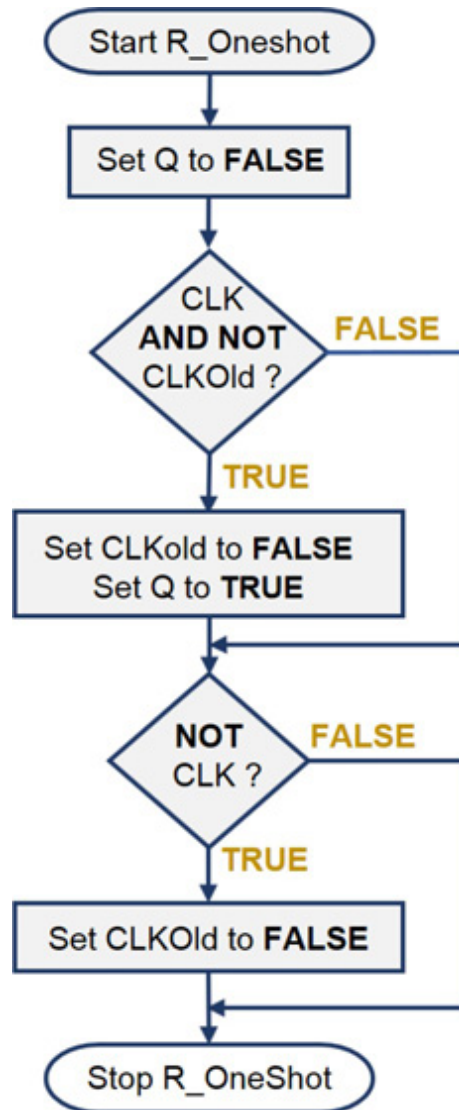 Start R_Oneshot
Set Q to FALSE
CLK
AND NOT
CLKOld ?
FALSE
TRUE
Set CLKold to FALSE
Set Q to TRUE
NOT
CLK ?
FALSE
TRUE
Set CLKOld to FALSE
Stop R_OneShot